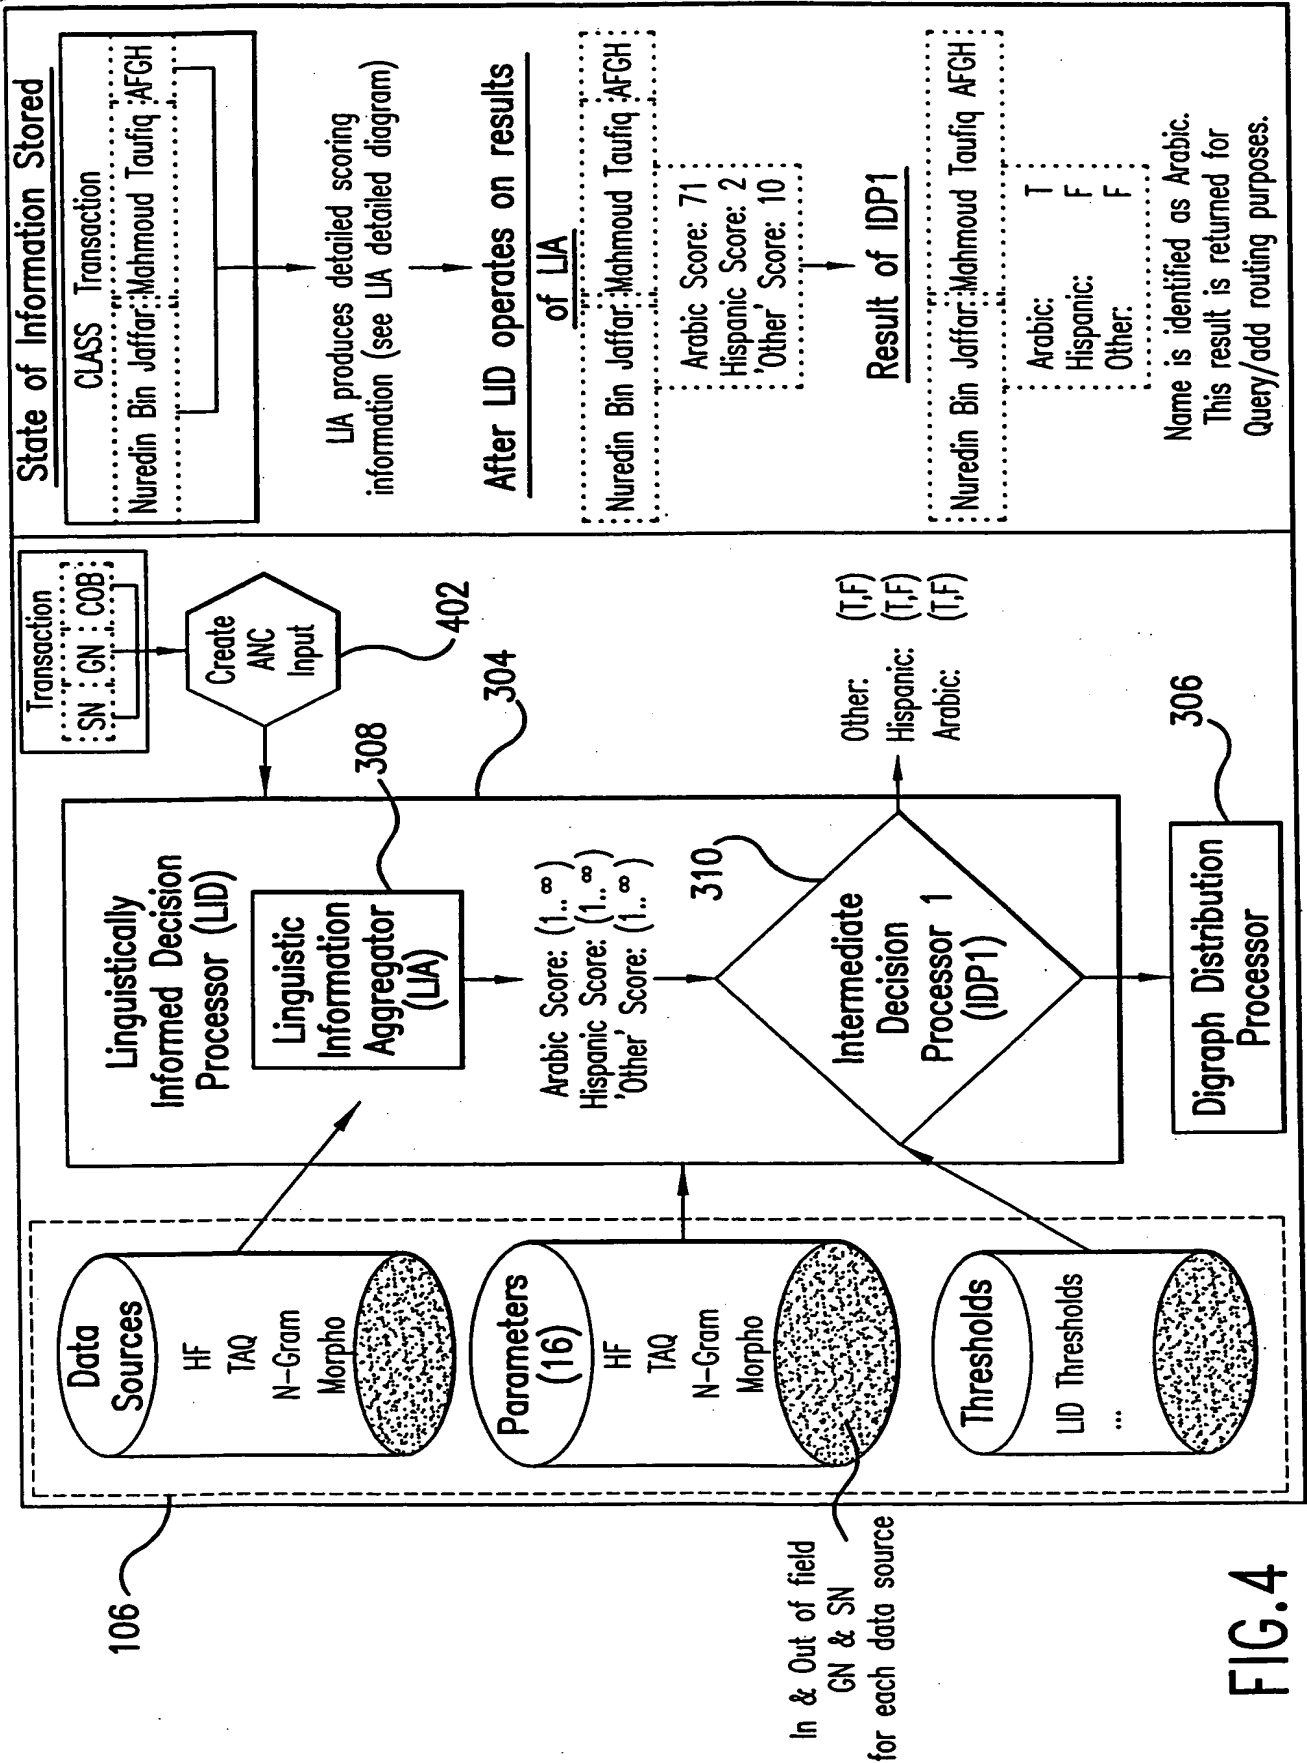 106
Data
Sources
HF
TAQ
N-Gram
Morpho
Parameters
(16)
HF
TAQ
N-Gram
Morpho
In & Out of field
GN & SN
for each data source
Thresholds
LID Thresholds
...
Linguistically
Informed Decision
Processor (LID)
308
Linguistic
Information
Aggregator
(LIA)
304
Arabic Score: (1.. ∞)
Hispanic Score: (1.. ∞)
'Other' Score: (1.. ∞)
310
Intermediate
Decision
Processor 1
(IDP1)
Other: (T,F)
Hispanic: (T,F)
Arabic: (T,F)
306
Digraph Distribution
Processor
Transaction
SN : GN : COB
Create
ANC
Input
402
State of Information Stored
CLASS Transaction
Nuredin Bin Jaffar::Mahmoud Taufiq :AFGH
LIA produces detailed scoring
information (see LIA detailed diagram)
After LID operates on results
of LIA
Nuredin Bin Jaffar::Mahmoud Taufiq :AFGH
Arabic Score: 71
Hispanic Score: 2
'Other' Score: 10
Result of IDP1
Nuredin Bin Jaffar::Mahmoud Taufiq AFGH
Arabic: T
Hispanic: F
Other: F
Name is identified as Arabic.
This result is returned for
Query/add routing purposes.
FIG.4